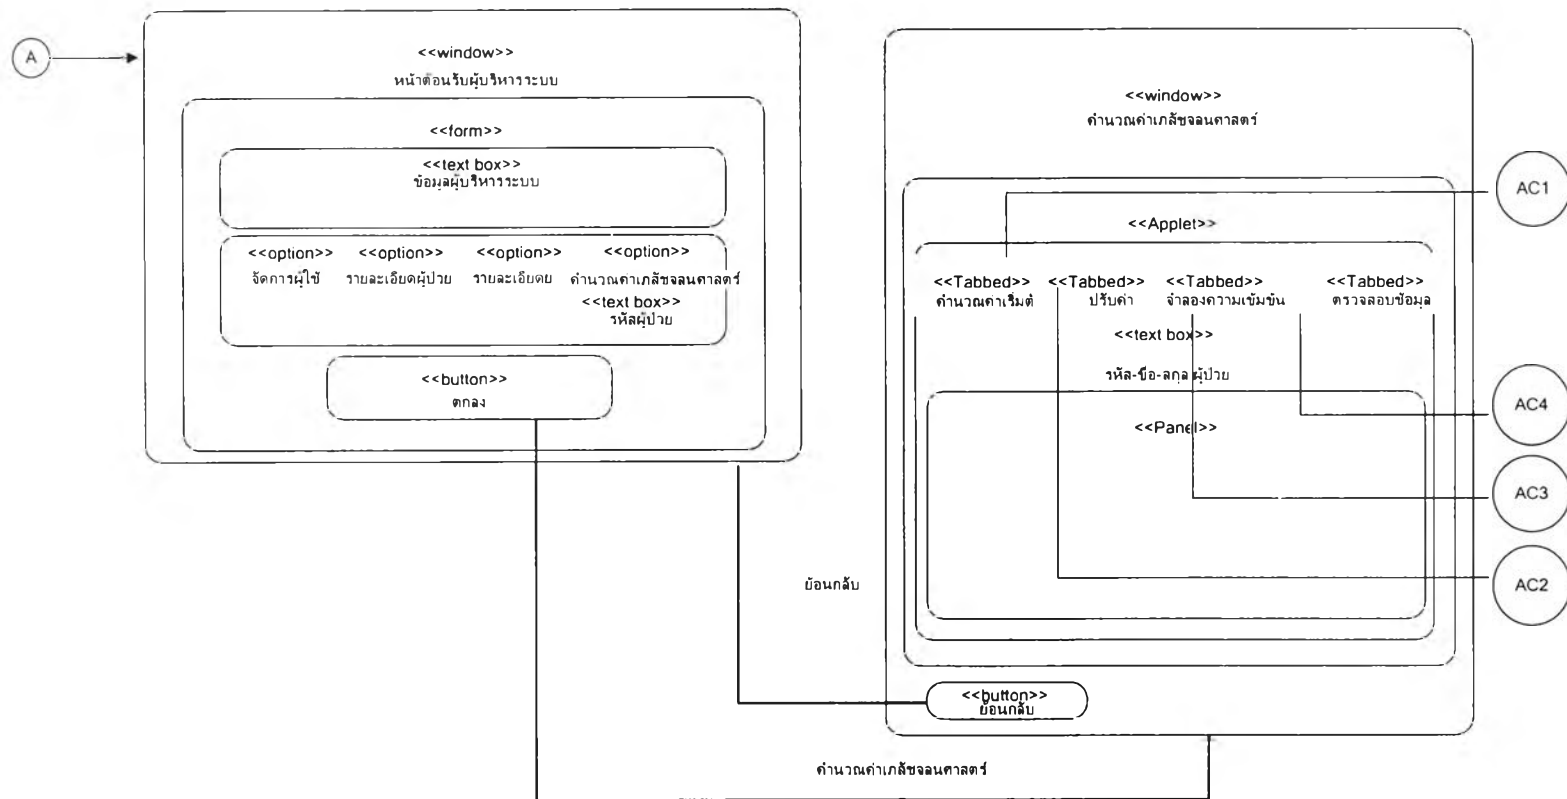 A
<<window>>
หน้าต้อนรับผู้บริหารระบบ
<<form>>
<<text box>>
ข้อมูลผู้บริหารระบบ
<<option>> <<option>> <<option>> <<option>>
จัดการผู้ใช้ รายละเอียดผู้ป่วย รายละเอียดย คำนวณค่าเภสัชจลนศาสตร์
<<text box>>
รหัสผู้ป่วย
<<button>>
ตกลง
<<window>>
คำนวณค่าเภสัชจลนศาสตร์
<<Applet>>
<<Tabbed>> <<Tabbed>> <<Tabbed>> <<Tabbed>>
คำนวณค่าเริ่มต้ ปรับค่า จำลองความเข้มข้น ตรวจสอบข้อมูล
<<text box>>
รหัส-ชื่อ-สกุล ผู้ป่วย
<<Panel>>
AC1
AC4
AC3
AC2
ย้อนกลับ
<<button>>
ย้อนกลับ
คำนวณค่าเภสัชจลนศาสตร์